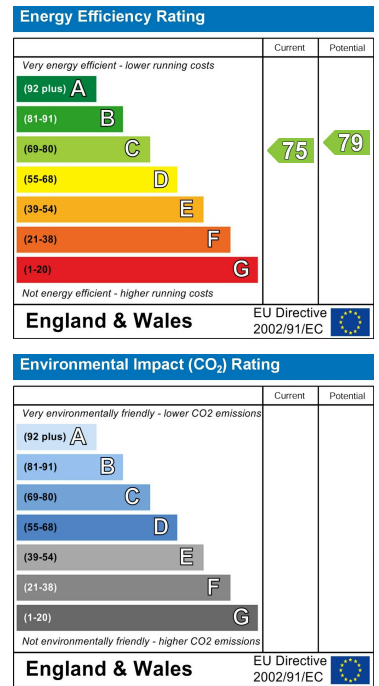 Energy Efficiency Rating
Current Potential
Very energy efficient - lower running costs
(92 plus) A
(81-91) B
(69-80) C
75 79
(55-68) D
(39-54) E
(21-38) F
(1-20) G
Not energy efficient - higher running costs
England & Wales
EU Directive
2002/91/EC
Environmental Impact (CO₂) Rating
Current Potential
Very environmentally friendly - lower CO2 emissions
(92 plus) A
(81-91) B
(69-80) C
(55-68) D
(39-54) E
(21-38) F
(1-20) G
Not environmentally friendly - higher CO2 emissions
England & Wales
EU Directive
2002/91/EC